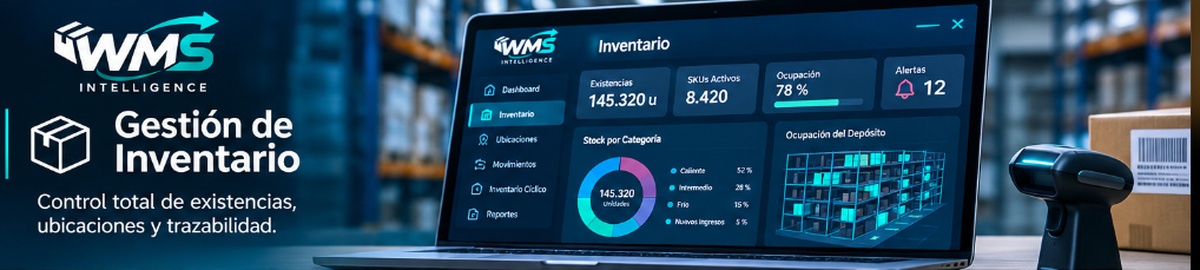 WMS
INTELLIGENCE
Gestión de
Inventario
Control total de existencias,
ubicaciones y trazabilidad.
WMS
INTELLIGENCE
Inventario
Dashboard
Inventario
Ubicaciones
Movimientos
Inventario Cíclico
Reportes
Existencias
145.320 u
SKUs Activos
8.420
Ocupación
78 %
Alertas
12
Stock por Categoría
145.320
Unidades
Caliente 52 %
Intermedio 28 %
Frío 15 %
Nuevos Ingresos 5 %
Ocupación del Depósito